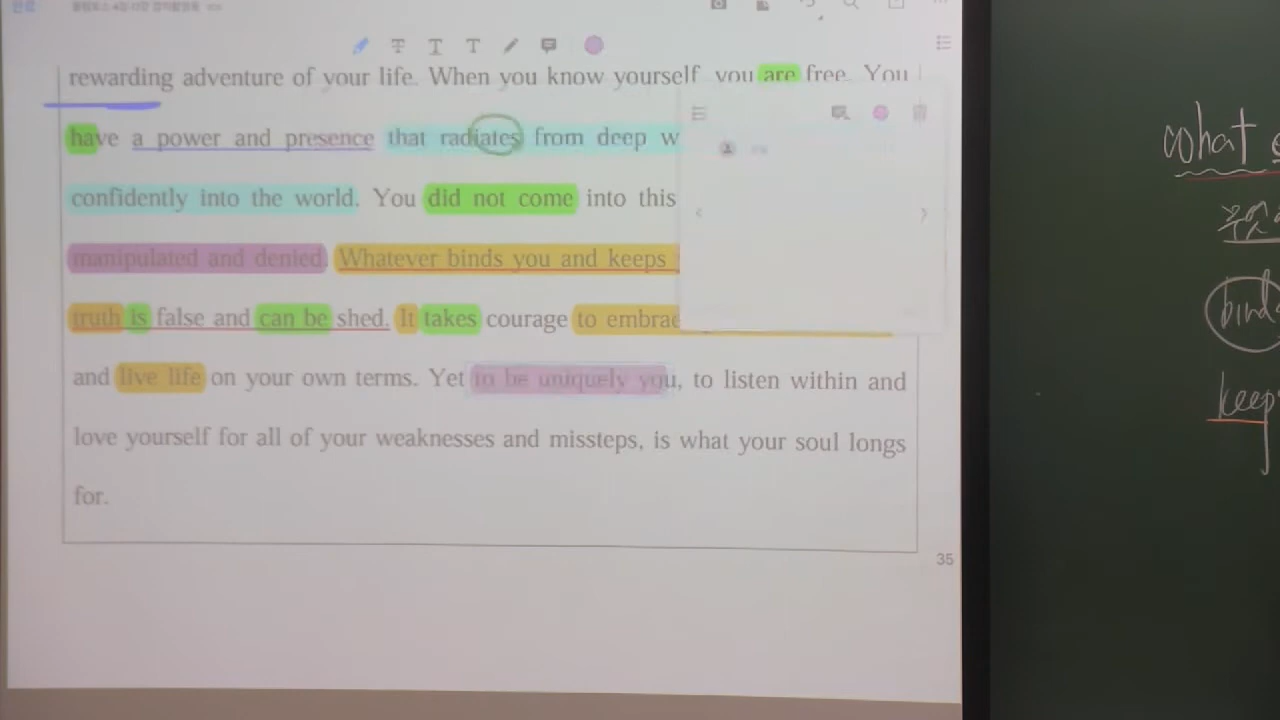 rewarding adventure of your life. When you know yourself you are free. You
have a power and presence that radiates from deep w
confidently into the world. You did not come into this
manipulated and denied. Whatever binds you and keeps
truth is false and can be shed. It takes courage to embrac
and live life on your own terms. Yet to be uniquely you, to listen within and
love yourself for all of your weaknesses and missteps, is what your soul longs
for.
35
what
bind
keep